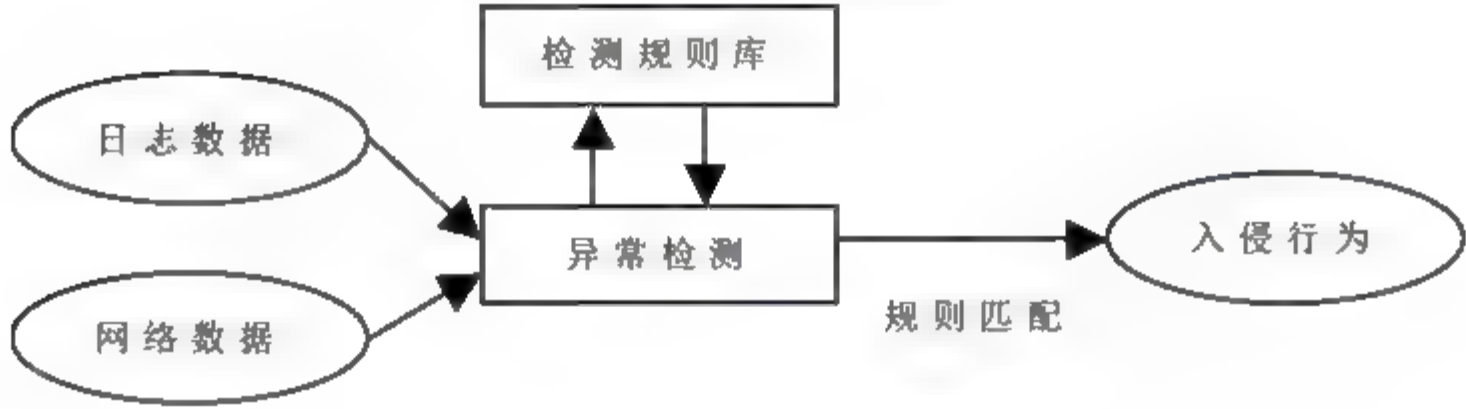 检测规则库
日志数据
异常检测
入侵行为
网络数据
规则匹配